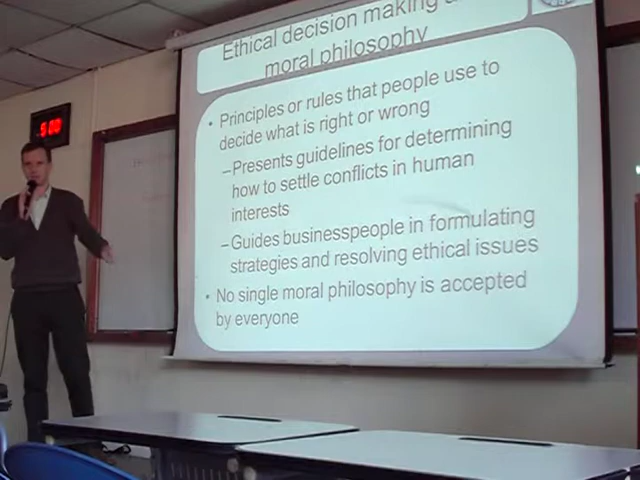 Ethical decision making
moral philosophy
• Principles or rules that people use to
decide what is right or wrong
–Presents guidelines for determining
how to settle conflicts in human
interests
–Guides businesspeople in formulating
strategies and resolving ethical issues
• No single moral philosophy is accepted
by everyone
5:00